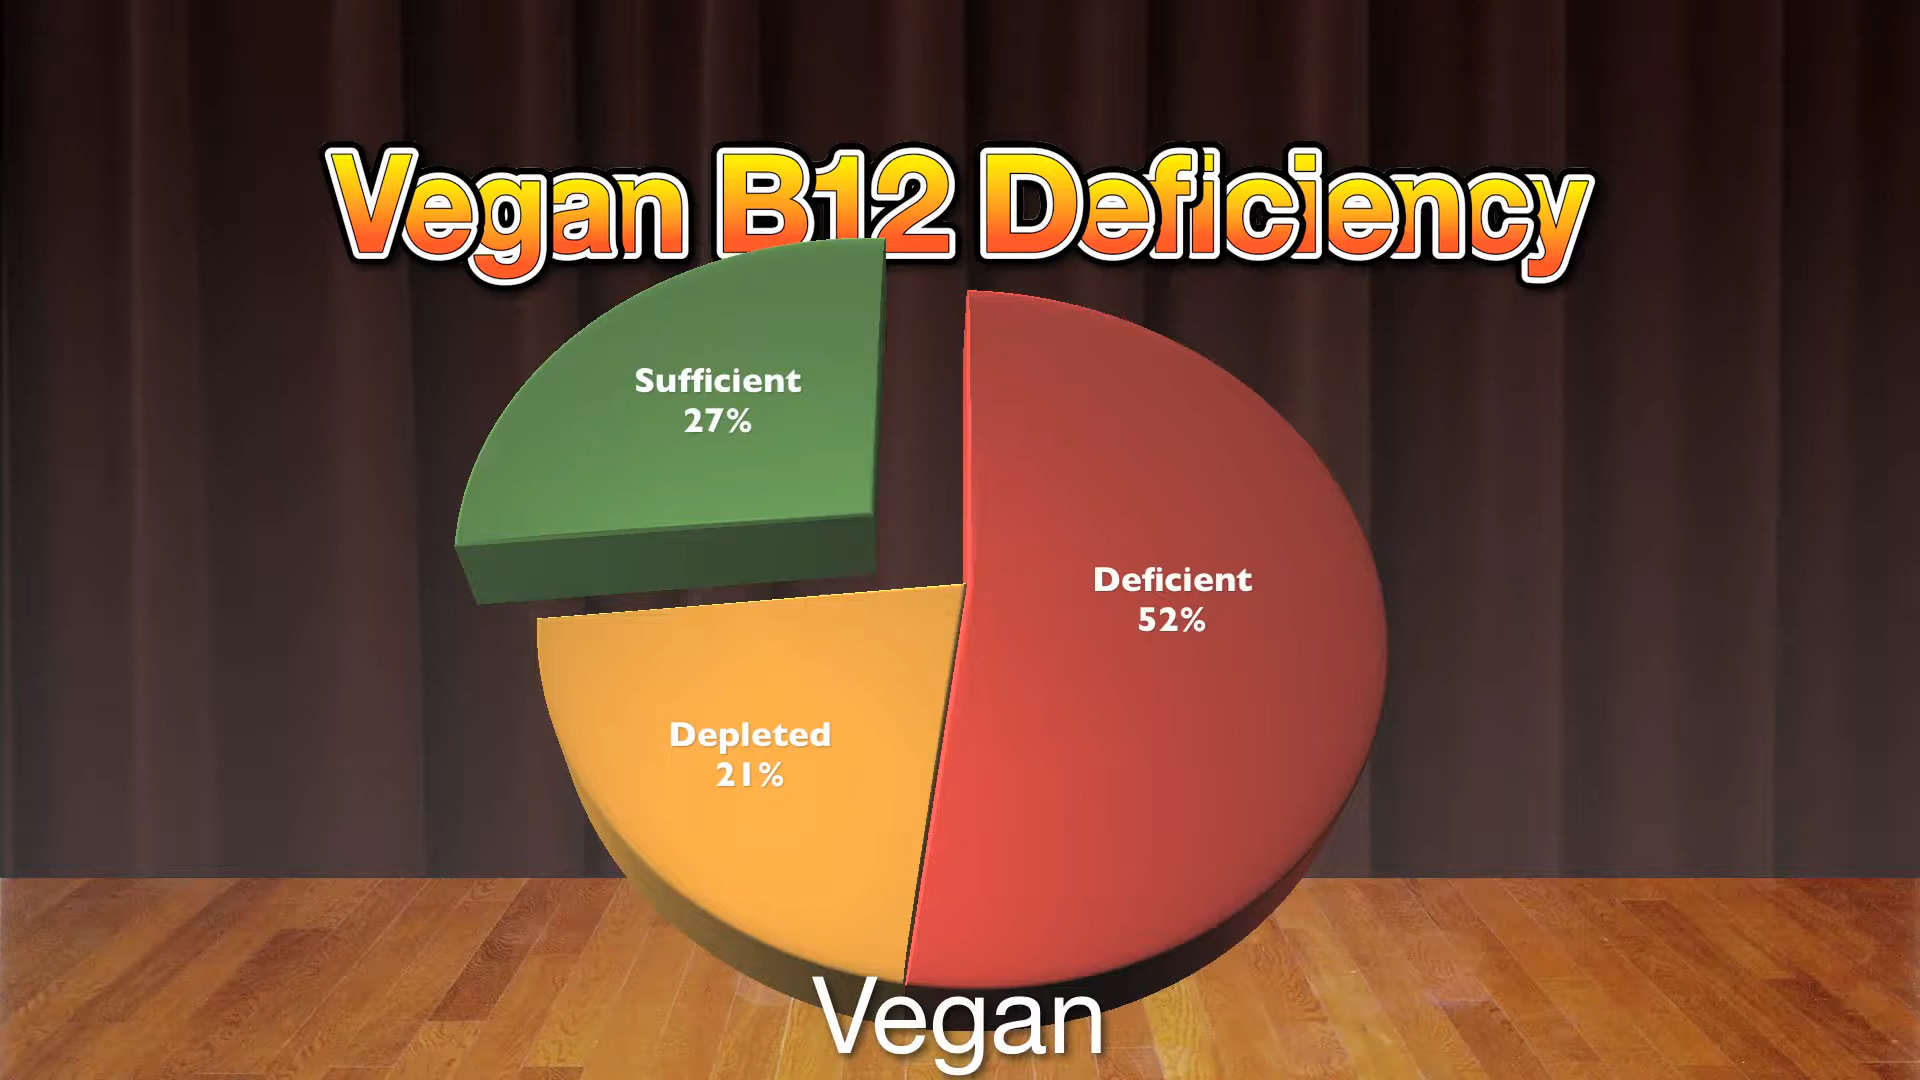 Vegan B12 Deficiency
Sufficient
27%
Deficient
52%
Depleted
21%
Vegan